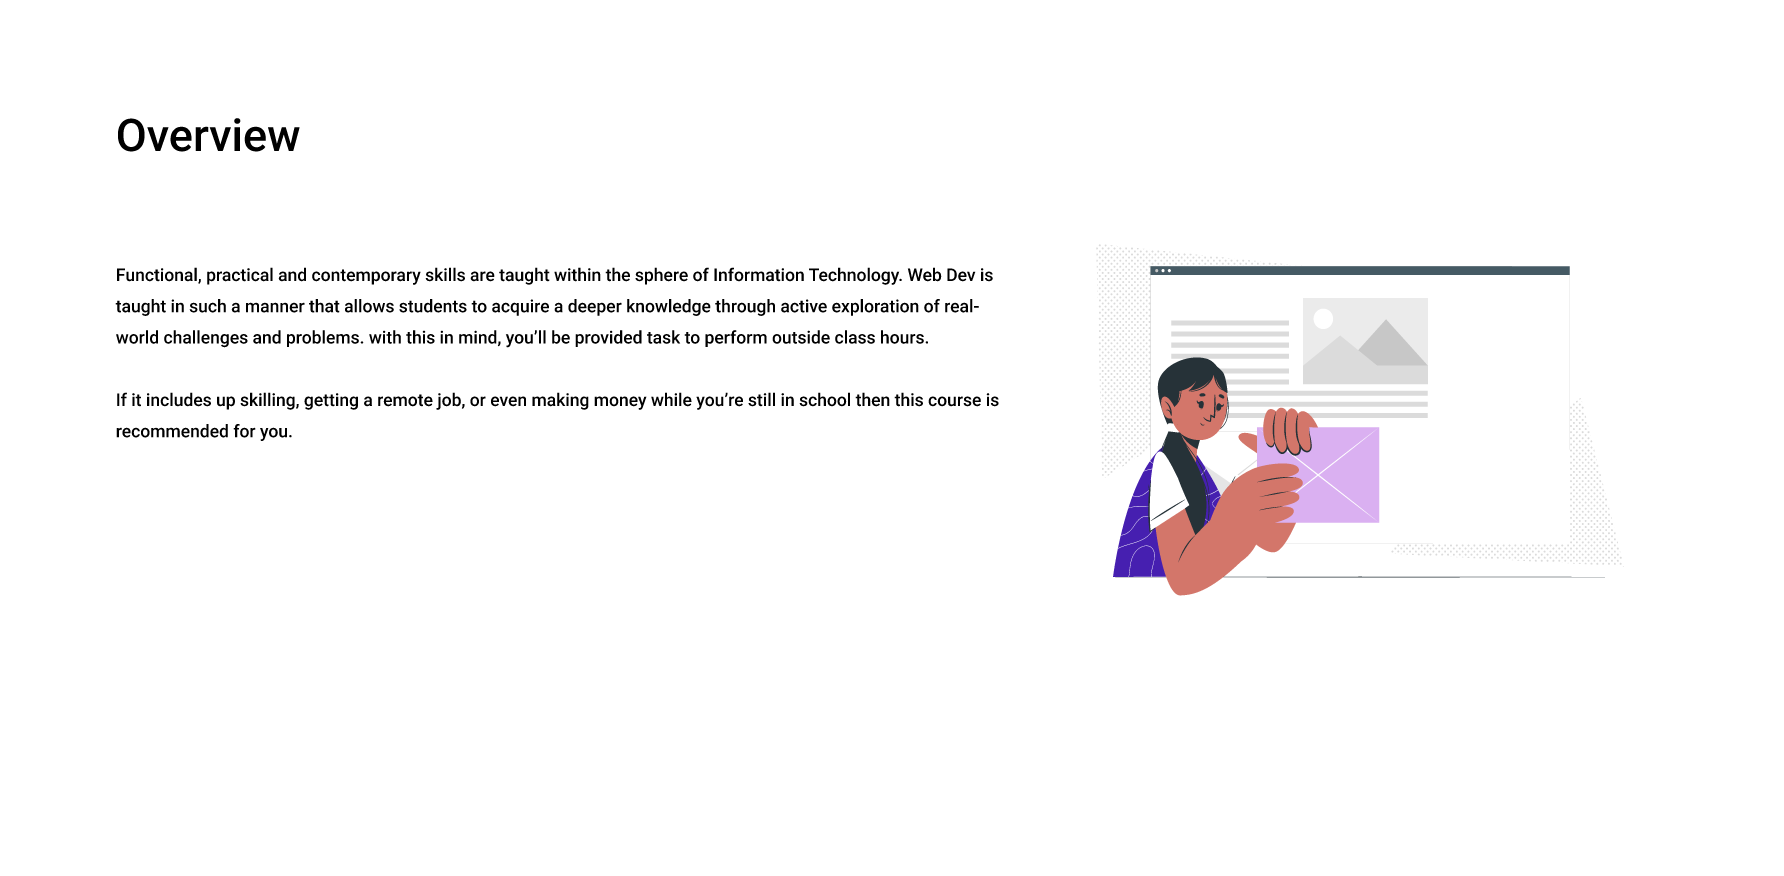 Overview
Functional, practical and contemporary skills are taught within the sphere of Information Technology. Web Dev is
taught in such a manner that allows students to acquire a deeper knowledge through active exploration of real-
world challenges and problems. with this in mind, you’ll be provided task to perform outside class hours.
If it includes up skilling, getting a remote job, or even making money while you’re still in school then this course is
recommended for you.